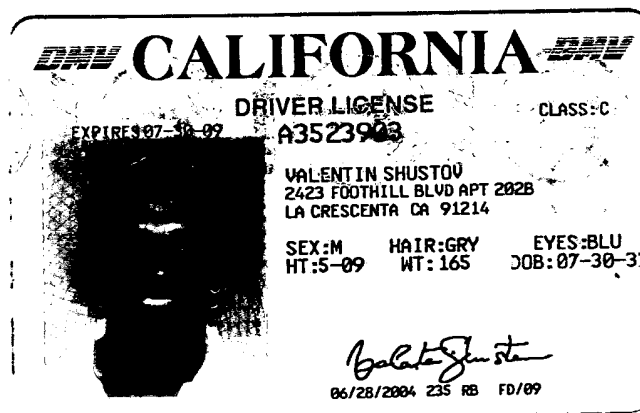 DMV CALIFORNIA DMV
DRIVER LICENSE
CLASS:C
EXPIRES 07-30-09 A3523903
VALENTIN SHUSTOV
2423 FOOTHILL BLVD APT 202B
LA CRESCENTA CA 91214
SEX:M HAIR:GRY EYES:BLU
HT:5-09 WT:165 DOB:07-30-31
06/28/2004 235 RB FD/09